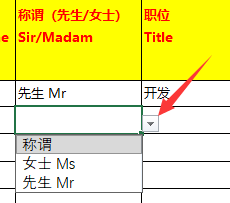 称谓（先生/女士） 职位
Sir/Madam Title
先生 Mr 开发
称谓
女士 Ms
先生 Mr